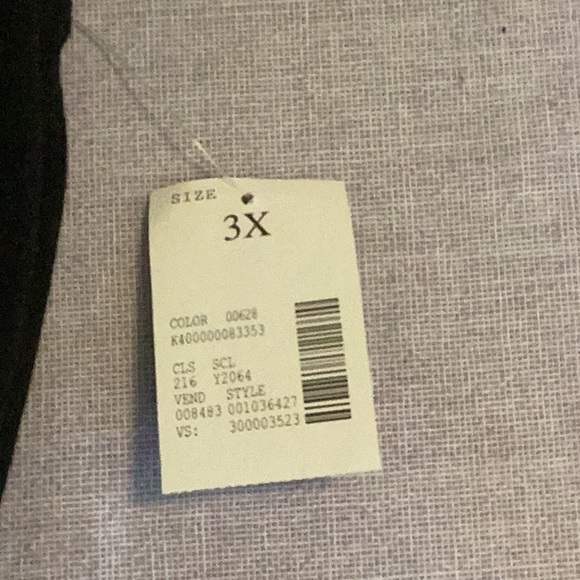 SIZE
3X
COLOR 00628
K400000083353
CLS SCL
216 Y2064
VEND STYLE
008483 001036427
VS: 300003523